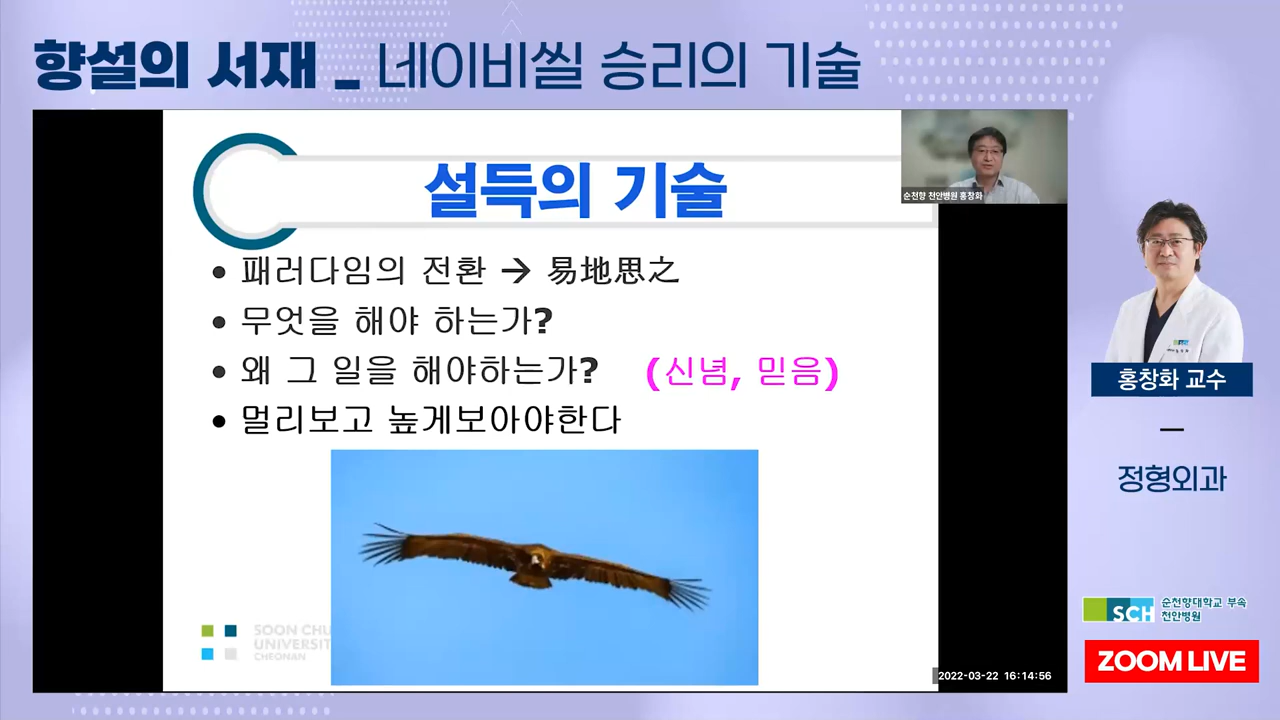 향설의 서재 _ 네이비씰 승리의 기술
설득의 기술
순천향 천안병원 홍창화
• 패러다임의 전환 → 易地思之
• 무엇을 해야 하는가?
• 왜 그 일을 해야하는가? (신념, 믿음)
• 멀리보고 높게보아야한다
SOON CHU
UNIVERSIT
CHEONAN
2022-03-22 16:14:56
홍창화 교수
정형외과
SCH 순천향대학교 부속
천안병원
ZOOM LIVE